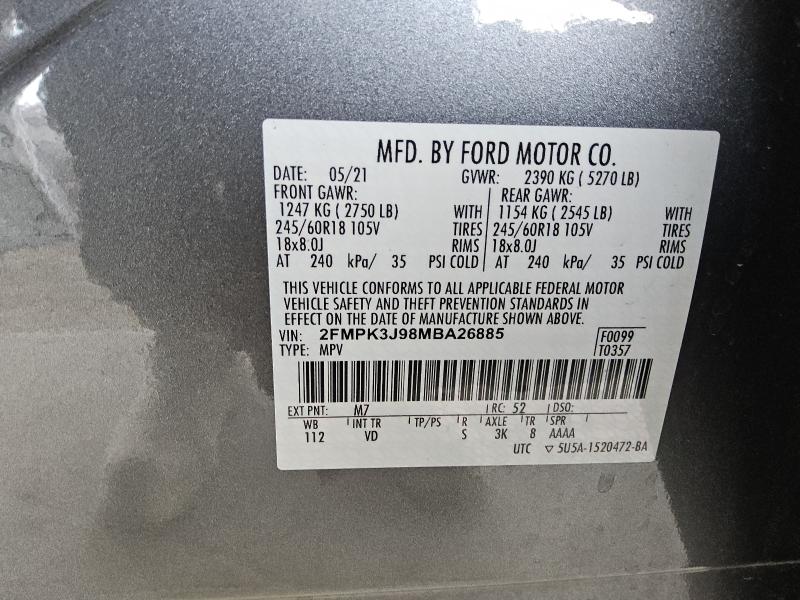 MFD. BY FORD MOTOR CO.
DATE: 05/21 GVWR: 2390 KG ( 5270 LB)
FRONT GAWR: REAR GAWR:
1247 KG ( 2750 LB) WITH 1154 KG ( 2545 LB) WITH
245/60R18 105V TIRES 245/60R18 105V TIRES
18x8.0J RIMS 18x8.0J RIMS
AT 240 kPa/ 35 PSI COLD AT 240 kPa/ 35 PSI COLD
THIS VEHICLE CONFORMS TO ALL APPLICABLE FEDERAL MOTOR
VEHICLE SAFETY AND THEFT PREVENTION STANDARDS IN
EFFECT ON THE DATE OF MANUFACTURE SHOWN ABOVE.
VIN: 2FMPK3J98MBA26885 F0099
TYPE: MPV T0357
EXT PNT: M7 RC: 52 DSO:
WB INT TR TP/PS R AXLE TR SPR
112 VD S 3K 8 AAAA
UTC ▽ 5U5A-1520472-BA